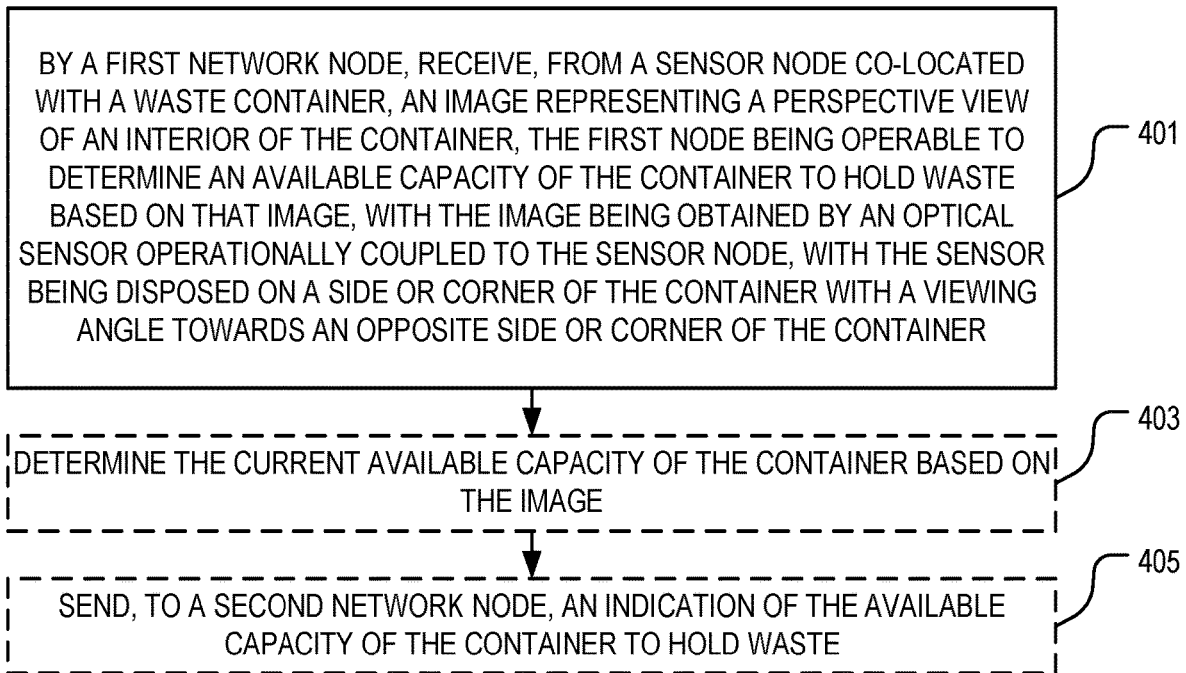 BY A FIRST NETWORK NODE, RECEIVE, FROM A SENSOR NODE CO-LOCATED
WITH A WASTE CONTAINER, AN IMAGE REPRESENTING A PERSPECTIVE VIEW
OF AN INTERIOR OF THE CONTAINER, THE FIRST NODE BEING OPERABLE TO
DETERMINE AN AVAILABLE CAPACITY OF THE CONTAINER TO HOLD WASTE
BASED ON THAT IMAGE, WITH THE IMAGE BEING OBTAINED BY AN OPTICAL
SENSOR OPERATIONALLY COUPLED TO THE SENSOR NODE, WITH THE SENSOR
BEING DISPOSED ON A SIDE OR CORNER OF THE CONTAINER WITH A VIEWING
ANGLE TOWARDS AN OPPOSITE SIDE OR CORNER OF THE CONTAINER
401
DETERMINE THE CURRENT AVAILABLE CAPACITY OF THE CONTAINER BASED ON
THE IMAGE
403
SEND, TO A SECOND NETWORK NODE, AN INDICATION OF THE AVAILABLE
CAPACITY OF THE CONTAINER TO HOLD WASTE
405